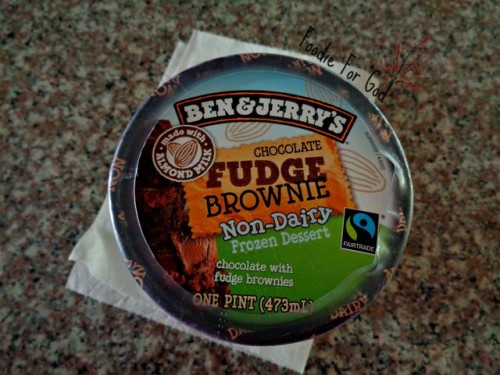 Foodie For God
BEN & JERRY'S
made with
ALMOND MILK
CHOCOLATE
FUDGE
BROWNIE
Non-Dairy
Frozen Dessert
FAIRTRADE
chocolate with
fudge brownies
ONE PINT (473mL)